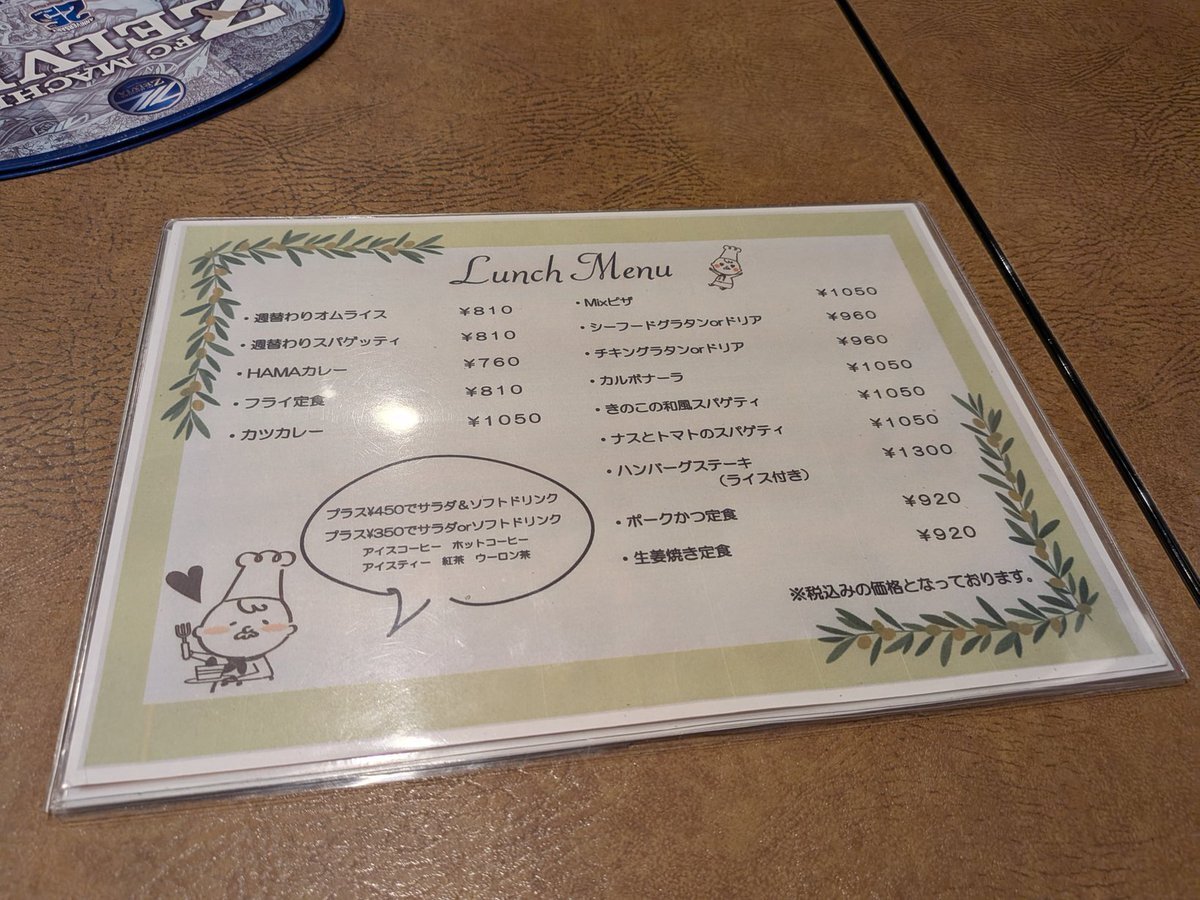 ZELV
FC MACHI
Lunch Menu
・週替わりオムライス ¥810
・週替わりスパゲッティ ¥810
・HAMAカレー ¥760
・フライ定食 ¥810
・カツカレー ¥1050
プラス¥450でサラダ&ソフトドリンク
プラス¥350でサラダorソフトドリンク
アイスコーヒー ホットコーヒー
アイスティー 紅茶 ウーロン茶
・Mixピザ ¥1050
・シーフードグラタンorドリア ¥960
・チキングラタンorドリア ¥960
・カルボナーラ ¥1050
・きのこの和風スパゲティ ¥1050
・ナスとトマトのスパゲティ ¥1050
・ハンバーグステーキ ¥1300
(ライス付き)
・ポークかつ定食 ¥920
・生姜焼き定食 ¥920
※税込みの価格となっております。